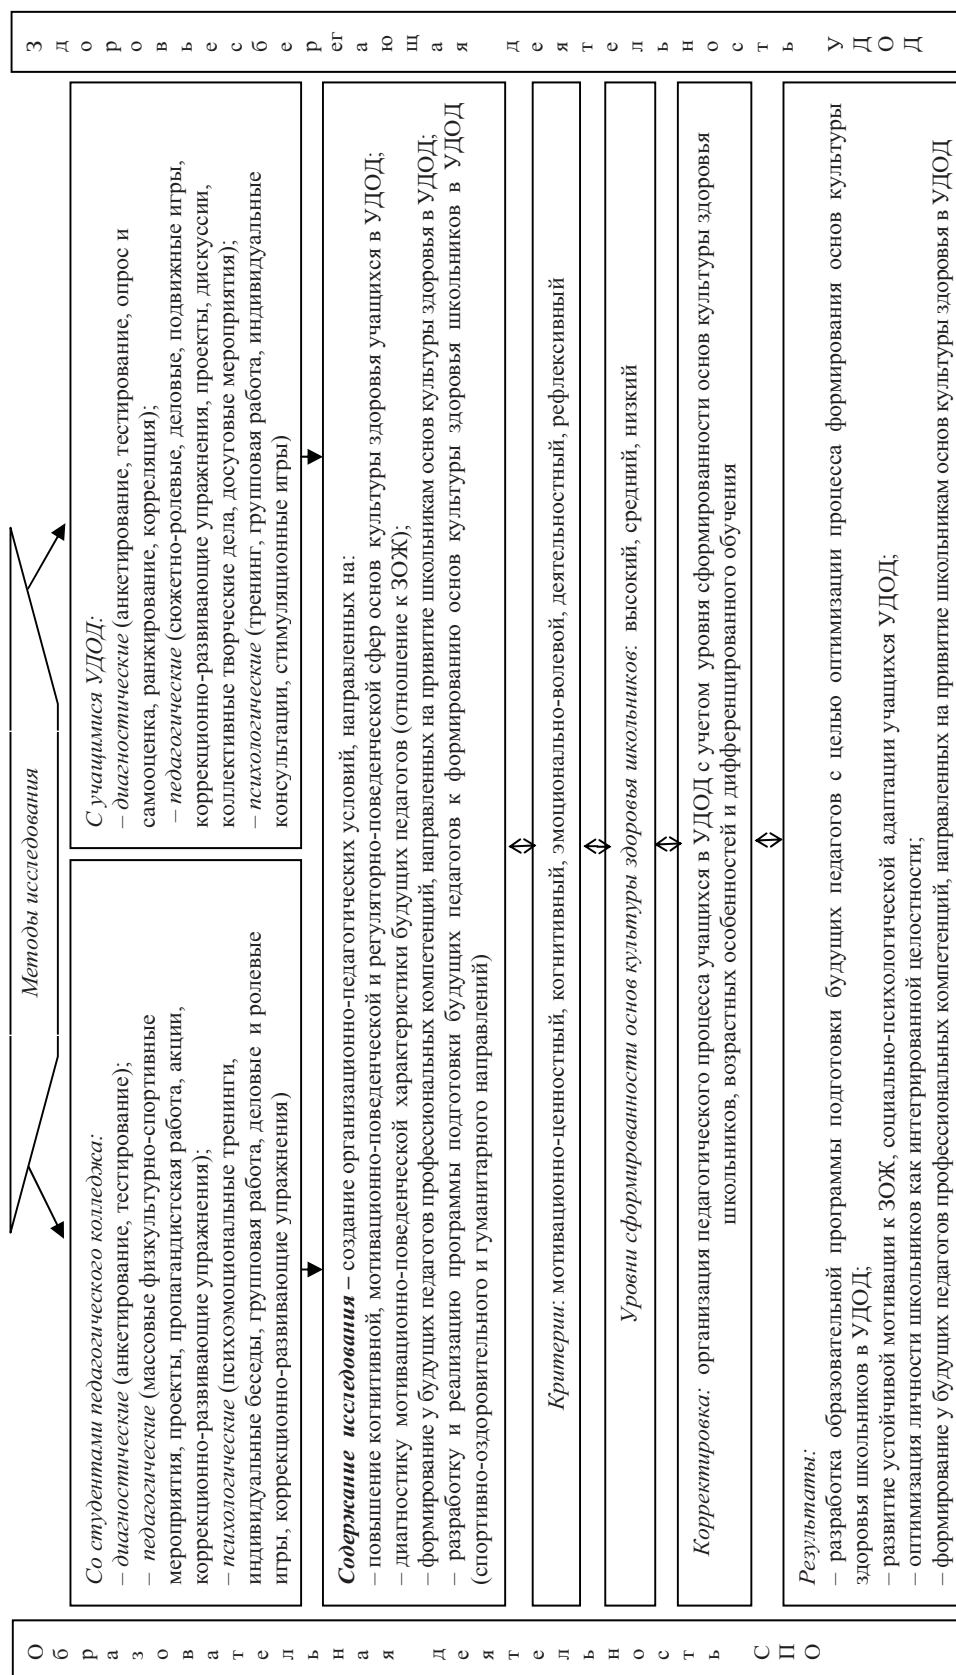 Методы исследования
Со студентами педагогического колледжа:
– диагностические (анкетирование, тестирование);
– педагогические (массовые физкультурно-спортивные
мероприятия, проекты, пропагандистская работа, акции,
коррекционно-развивающие упражнения);
– психологические (психоэмоциональные тренинги,
индивидуальные беседы, групповая работа, деловые и ролевые
игры, коррекционно-развивающие упражнения)
С учащимися УДОД:
– диагностические (анкетирование, тестирование, опрос и
самооценка, ранжирование, корреляция);
– педагогические (сюжетно-ролевые, деловые, подвижные игры,
коррекционно-развивающие упражнения, проекты, дискуссии,
коллективные творческие дела, досуговые мероприятия);
– психологические (тренинг, групповая работа, индивидуальные
консультации, стимуляционные игры)
Содержание исследования – создание организационно-педагогических условий, направленных на:
– повышение когнитивной, мотивационно-поведенческой и регуляторно-поведенческой сфер основ культуры здоровья учащихся в УДОД;
– диагностику мотивационно-поведенческой характеристики будущих педагогов (отношение к ЗОЖ);
– формирование у будущих педагогов профессиональных компетенций, направленных на привитие школьникам основ культуры здоровья в УДОД;
– разработку и реализацию программы подготовки будущих педагогов к формированию основ культуры здоровья школьников в УДОД
(спортивно-оздоровительного и гуманитарного направлений)
Критерии: мотивационно-ценностный, когнитивный, эмоционально-волевой, деятельностный, рефлексивный
Уровни сформированности основ культуры здоровья школьников: высокий, средний, низкий
Корректировка: организация педагогического процесса учащихся в УДОД с учетом уровня сформированности основ культуры здоровья
школьников, возрастных особенностей и дифференцированного обучения
Результаты:
– разработка образовательной программы подготовки будущих педагогов с целью оптимизации процесса формирования основ культуры
здоровья школьников в УДОД;
– развитие устойчивой мотивации к ЗОЖ, социально-психологической адаптации учащихся УДОД;
– оптимизация личности школьников как интегрированной целостности;
– формирование у будущих педагогов профессиональных компетенций, направленных на привитие школьникам основ культуры здоровья в УДОД
Образовательная деятельность СПО
Здоровьесберегающая деятельность УДОД